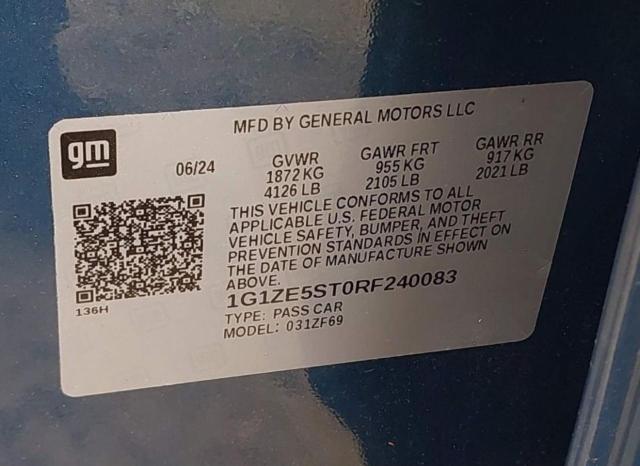 gm
MFD BY GENERAL MOTORS LLC
06/24
GVWR GAWR FRT GAWR RR
1872 KG 955 KG 917 KG
4126 LB 2105 LB 2021 LB
THIS VEHICLE CONFORMS TO ALL
APPLICABLE U.S. FEDERAL MOTOR
VEHICLE SAFETY, BUMPER, AND THEFT
PREVENTION STANDARDS IN EFFECT ON
THE DATE OF MANUFACTURE SHOWN
ABOVE.
1G1ZE5ST0RF240083
TYPE: PASS CAR
MODEL: 031ZF69
136H